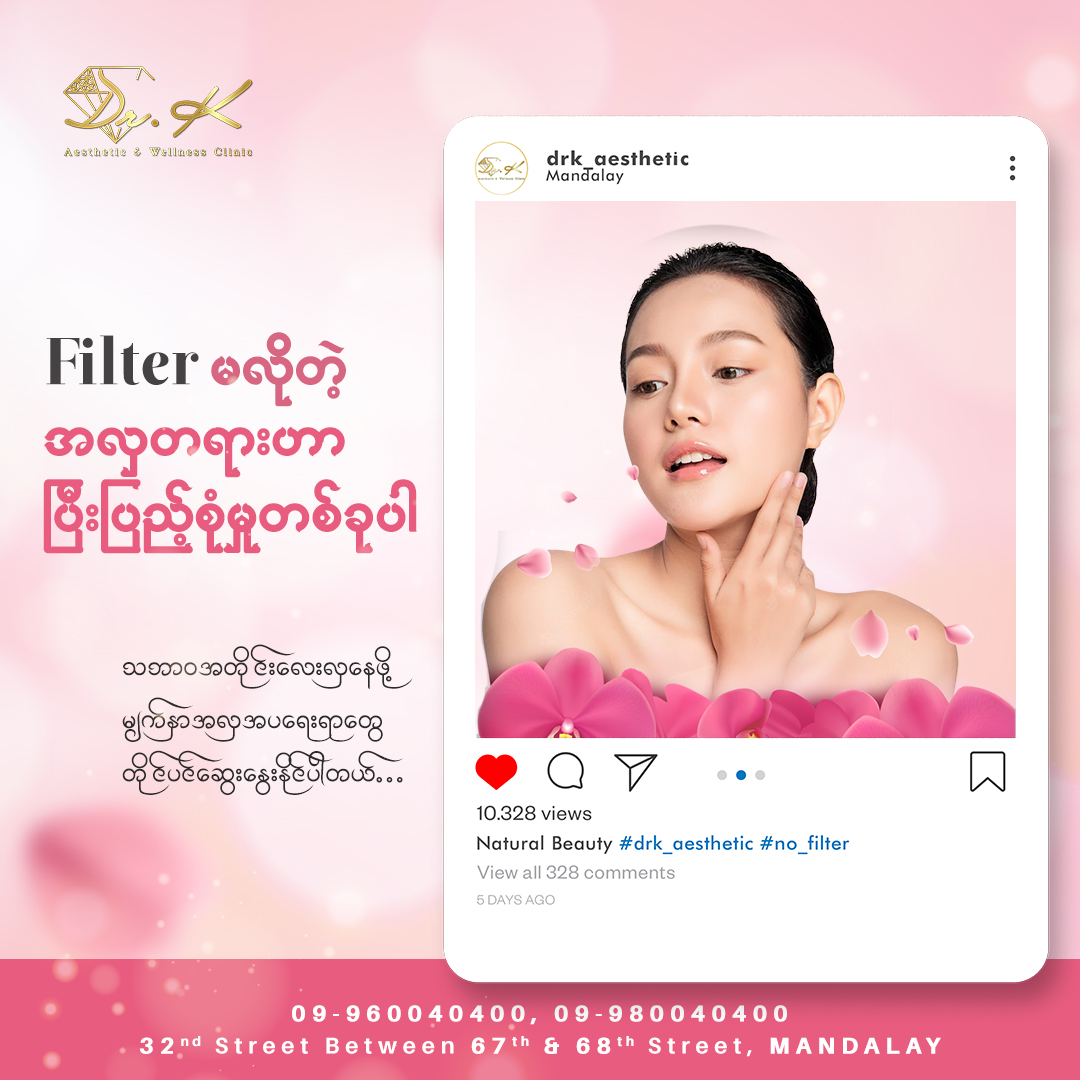 Dr. K
Aesthetic & Wellness Clinic
drk_aesthetic
Mandalay
Filter မလိုတဲ့
အလှတရားဟာ
ပြီးပြည့်စုံမှုတစ်ခုပါ
သဘာဝအတိုင်းလေးလှနေဖို့
မျက်နှာအလှအပရေးရာတွေ
တိုင်ပင်ဆွေးနွေးနိုင်ပါတယ်...
10.328 views
Natural Beauty #drk_aesthetic #no_filter
View all 328 comments
5 DAYS AGO
09-960040400, 09-980040400
32nd Street Between 67th & 68th Street, MANDALAY